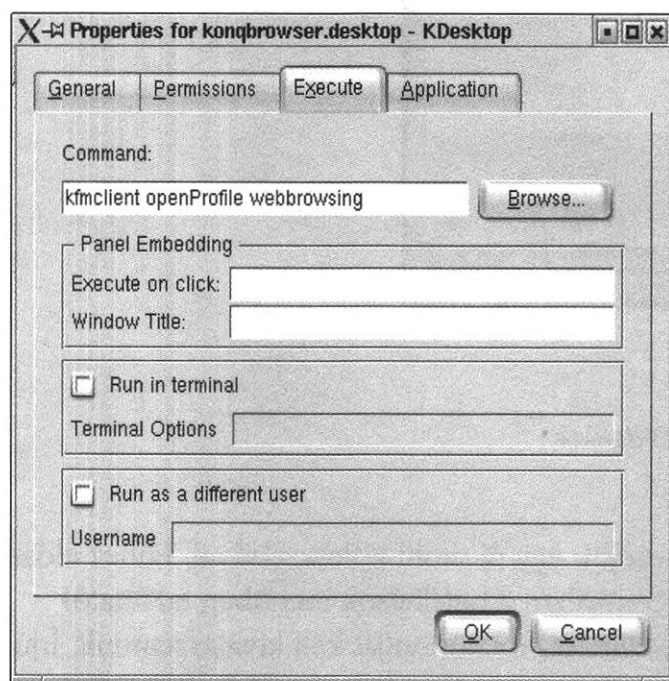 Properties for konqbrowser.desktop - KDesktop
General Permissions Execute Application
Command:
kfmclient openProfile webbrowsing Browse...
Panel Embedding
Execute on click:
Window Title:
Run in terminal
Terminal Options
Run as a different user
Username
OK Cancel